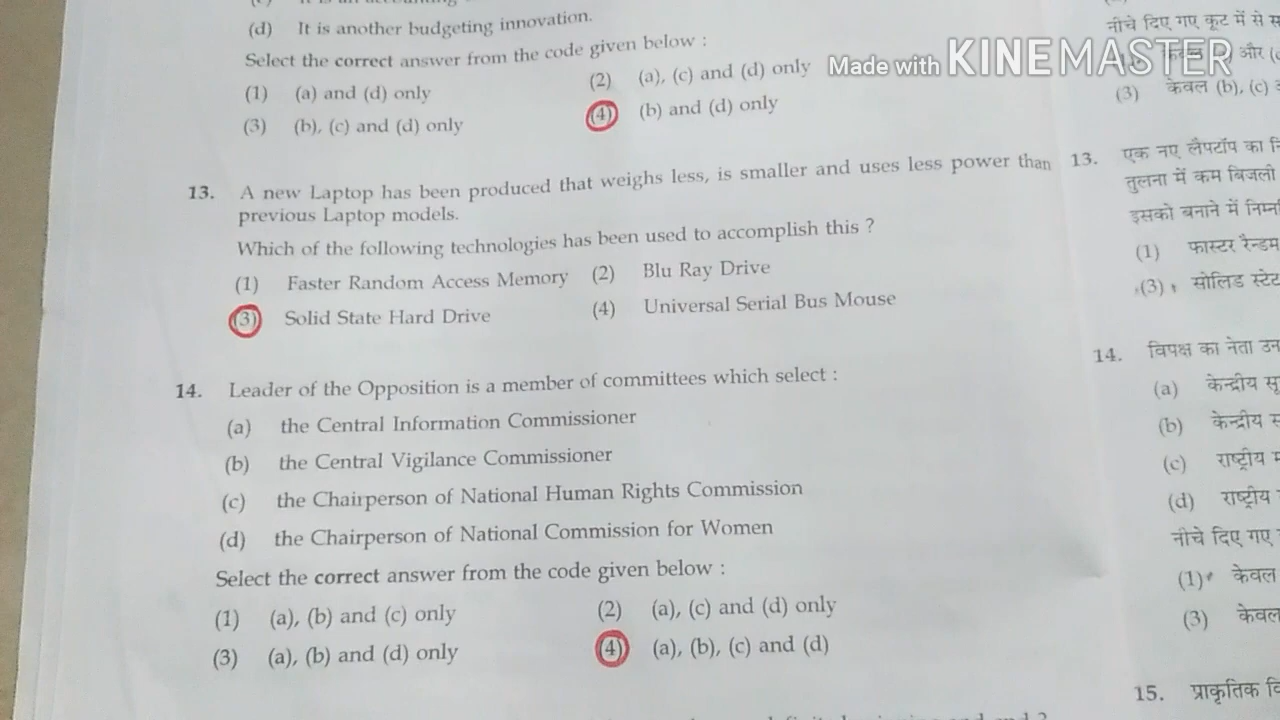 (d) It is another budgeting innovation.
Select the correct answer from the code given below :
(1) (a) and (d) only
(2) (a), (c) and (d) only
(3) (b), (c) and (d) only
(4) (b) and (d) only
Made with KINEMASTER
13. A new Laptop has been produced that weighs less, is smaller and uses less power than
previous Laptop models.
Which of the following technologies has been used to accomplish this ?
(1) Faster Random Access Memory (2) Blu Ray Drive
(3) Solid State Hard Drive (4) Universal Serial Bus Mouse
14. Leader of the Opposition is a member of committees which select :
(a) the Central Information Commissioner
(b) the Central Vigilance Commissioner
(c) the Chairperson of National Human Rights Commission
(d) the Chairperson of National Commission for Women
Select the correct answer from the code given below :
(1) (a), (b) and (c) only (2) (a), (c) and (d) only
(3) (a), (b) and (d) only (4) (a), (b), (c) and (d)
नीचे दिए गए कूट में से
और
(3) केवल (b), (c)
13. एक नए लैपटॉप का
तुलना में कम बिजली
इसको बनाने में
(1) फास्टर
(3) सोलिड स्टेट
14. विपक्ष का नेता
(a) केन्द्रीय
(b) केन्द्रीय
(c) राष्ट्रीय
(d) राष्ट्रीय
नीचे दिए गए
(1) केवल
(3)
15. प्राकृतिक